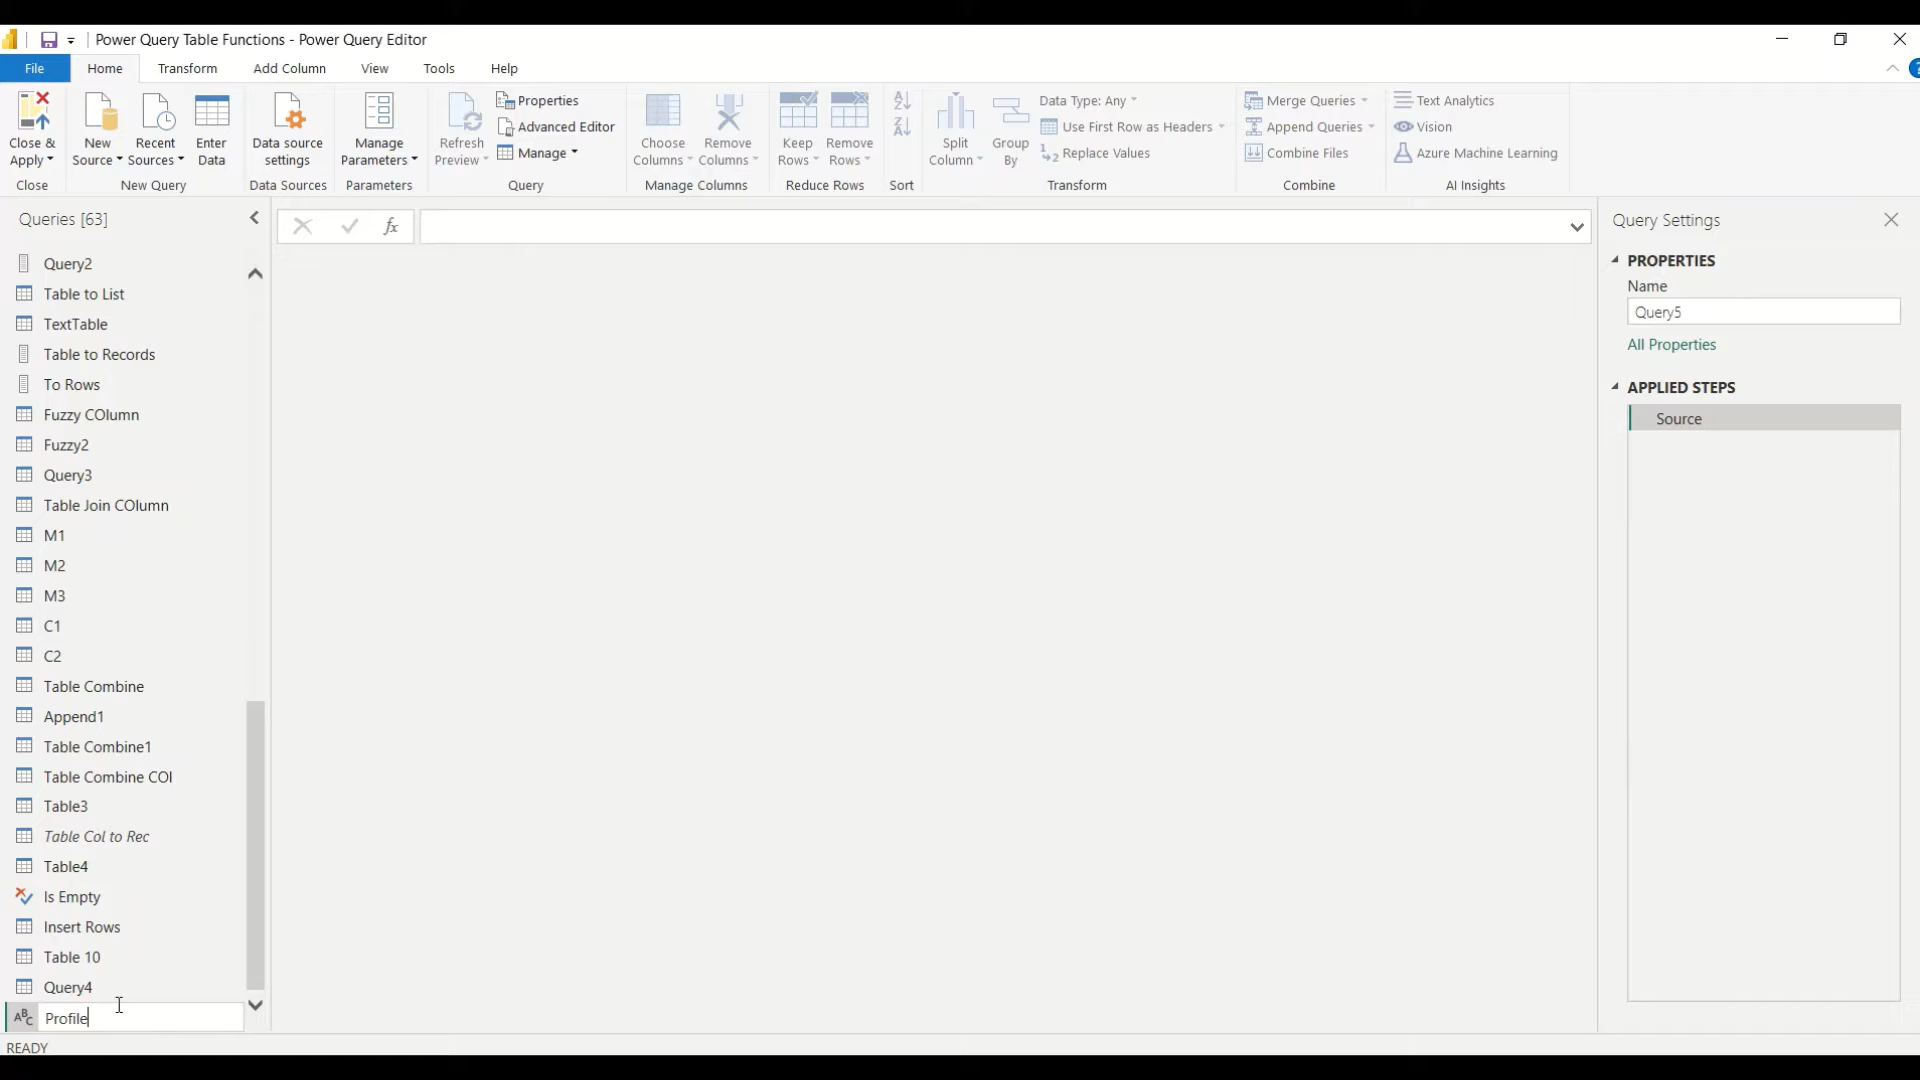 Power Query Table Functions - Power Query Editor
File
Home
Transform
Add Column
View
Tools
Help
Close &
Apply
Close
New
Source
Recent
Sources
Enter
Data
New Query
Data source
settings
Data Sources
Manage
Parameters
Parameters
Refresh
Preview
Properties
Advanced Editor
Manage
Query
Choose
Columns
Remove
Columns
Manage Columns
Keep
Rows
Remove
Rows
Reduce Rows
Sort
Split
Column
Group
By
Data Type: Any
Use First Row as Headers
Replace Values
Transform
Merge Queries
Append Queries
Combine Files
Combine
Text Analytics
Vision
Azure Machine Learning
AI Insights
Queries [63]
fx
Query2
Table to List
TextTable
Table to Records
To Rows
Fuzzy COlumn
Fuzzy2
Query3
Table Join COlumn
M1
M2
M3
C1
C2
Table Combine
Append1
Table Combine1
Table Combine COl
Table3
Table Col to Rec
Table4
Is Empty
Insert Rows
Table 10
Query4
ABC Profile
READY
Query Settings
PROPERTIES
Name
Query5
All Properties
APPLIED STEPS
Source